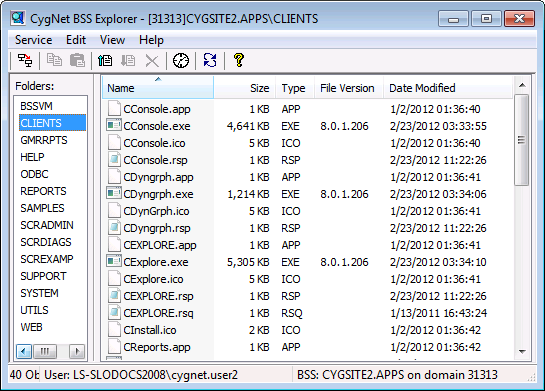 CygNet BSS Explorer - [31313]CYGSITE2.APPS\CLIENTS
Service Edit View Help
Folders:
BSSVM
CLIENTS
GMRRPTS
HELP
ODBC
REPORTS
SAMPLES
SCRADMIN
SCRDIAGS
SCREXAMP
SUPPORT
SYSTEM
UTILS
WEB
Name Size Type File Version Date Modified
CConsole.app 1 KB APP 1/2/2012 01:36:40
CConsole.exe 4,641 KB EXE 8.0.1.206 2/23/2012 03:33:55
CConsole.ico 5 KB ICO 1/2/2012 01:36:40
CConsole.rsp 1 KB RSP 2/23/2012 11:22:26
CDyngrph.app 1 KB APP 1/2/2012 01:36:41
CDyngrph.exe 1,214 KB EXE 8.0.1.206 2/23/2012 03:34:06
CDynGrph.ico 5 KB ICO 1/2/2012 01:36:41
CDyngrph.rsp 1 KB RSP 2/23/2012 11:22:26
CEXPLORE.app 1 KB APP 1/2/2012 01:36:41
CExplore.exe 5,305 KB EXE 8.0.1.206 2/23/2012 03:34:10
CExplore.ico 5 KB ICO 1/2/2012 01:36:41
CEXPLORE.rsp 2 KB RSP 2/23/2012 11:22:26
CEXPLORE.rsq 1 KB RSQ 1/13/2011 16:43:24
CInstall.ico 2 KB ICO 1/2/2012 01:36:42
CReports.app 1 KB APP 1/2/2012 01:36:42
40 Ob User: LS-SLODOCS2008\cygnet.user2 BSS: CYGSITE2.APPS on domain 31313